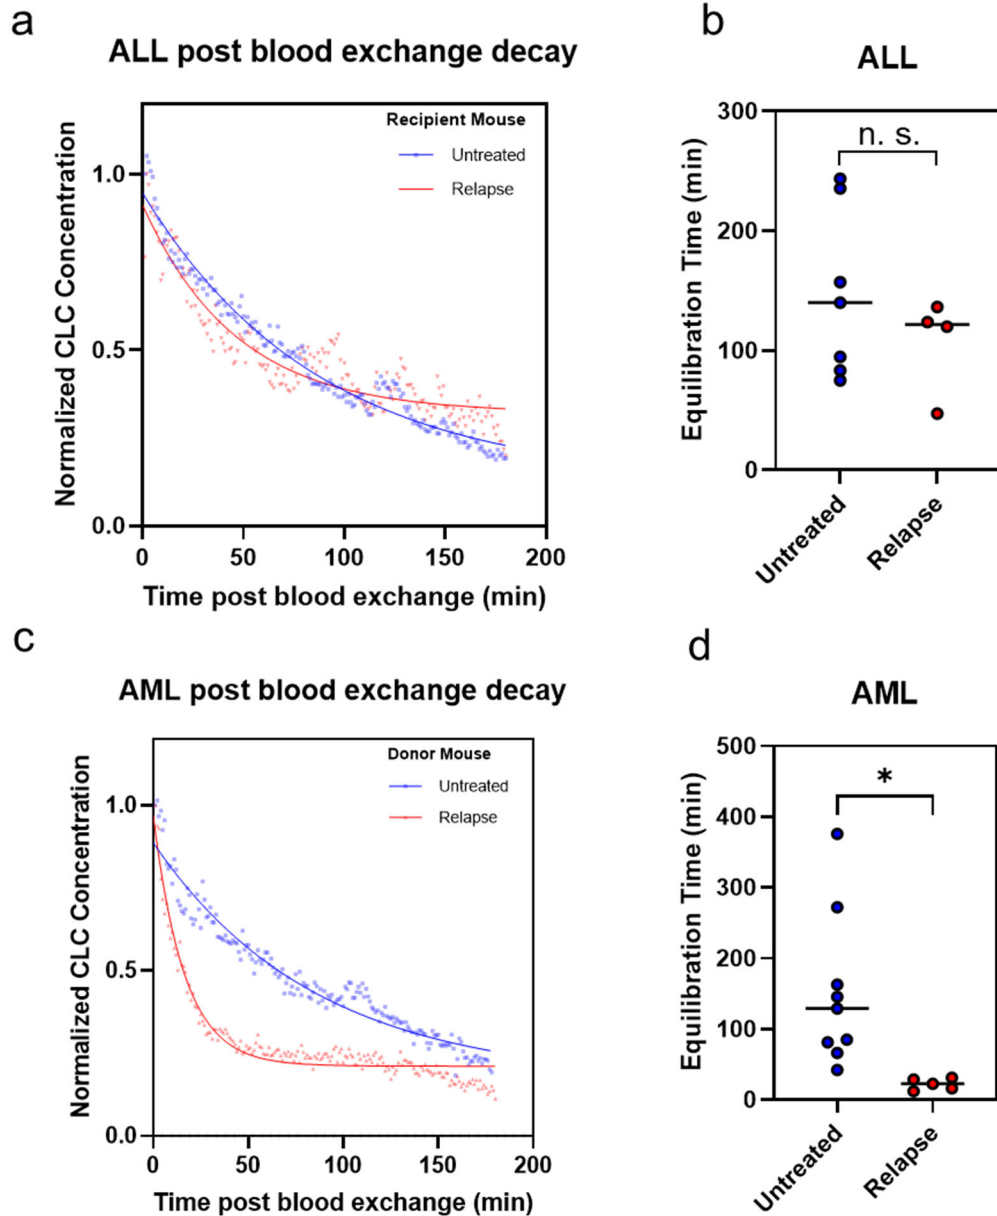 a
ALL post blood exchange decay
Normalized CLC Concentration
1.0
0.5
0.0
Recipient Mouse
Untreated
Relapse
0 50 100 150 200
Time post blood exchange (min)
b
ALL
Equilibration Time (min)
300
200
100
0
n. s.
Untreated
Relapse
c
AML post blood exchange decay
Normalized CLC Concentration
1.0
0.5
0.0
Donor Mouse
Untreated
Relapse
0 50 100 150 200
Time post blood exchange (min)
d
AML
Equilibration Time (min)
500
400
300
200
100
0
*
Untreated
Relapse